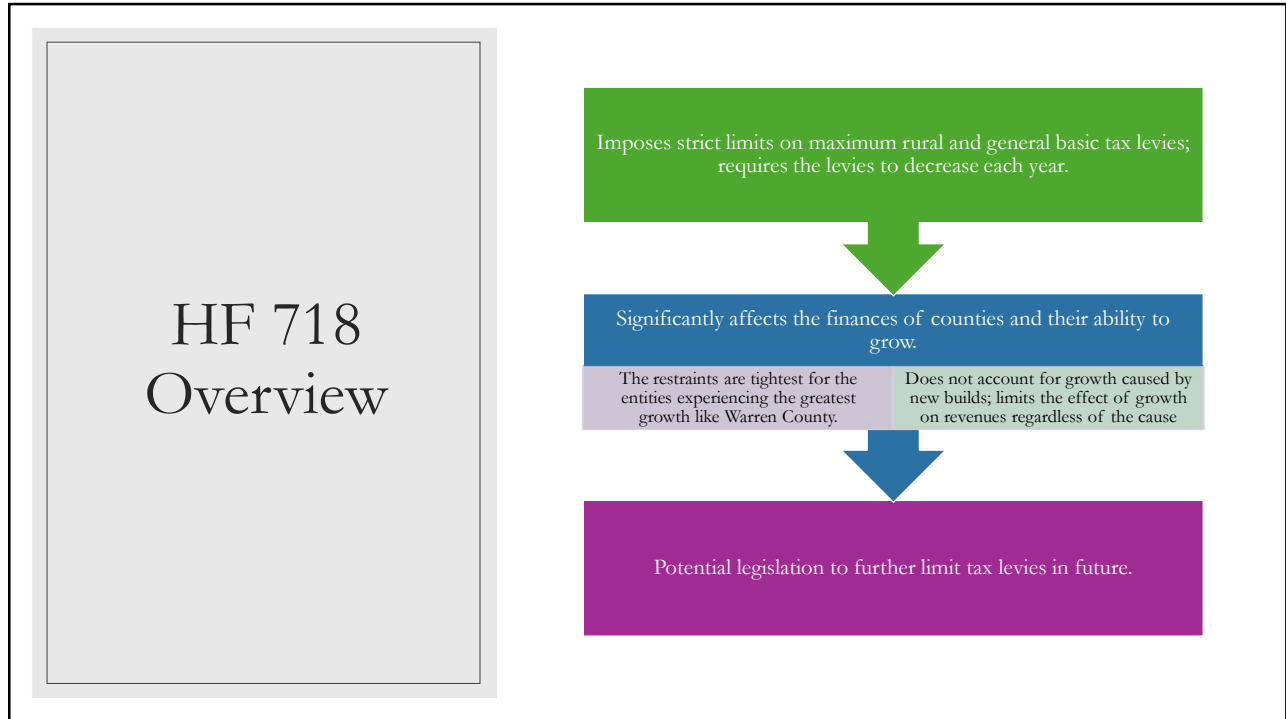 HF 718
Overview
Imposes strict limits on maximum rural and general basic tax levies;
requires the levies to decrease each year.
Significantly affects the finances of counties and their ability to
grow.
The restraints are tightest for the
entities experiencing the greatest
growth like Warren County.
Does not account for growth caused by
new builds; limits the effect of growth
on revenues regardless of the cause
Potential legislation to further limit tax levies in future.